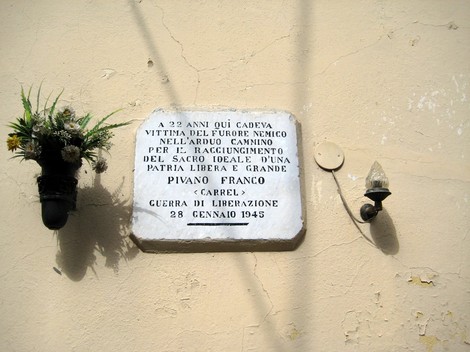 A 22 ANNI QUI CADEVA
VITTIMA DEL FURORE NEMICO
NELL'ARDUO CAMMINO
PER IL RAGGIUNGIMENTO
DEL SACRO IDEALE D'UNA
PATRIA LIBERA E GRANDE
PIVANO FRANCO
<CARREL>
GUERRA DI LIBERAZIONE
28 GENNAIO 1945